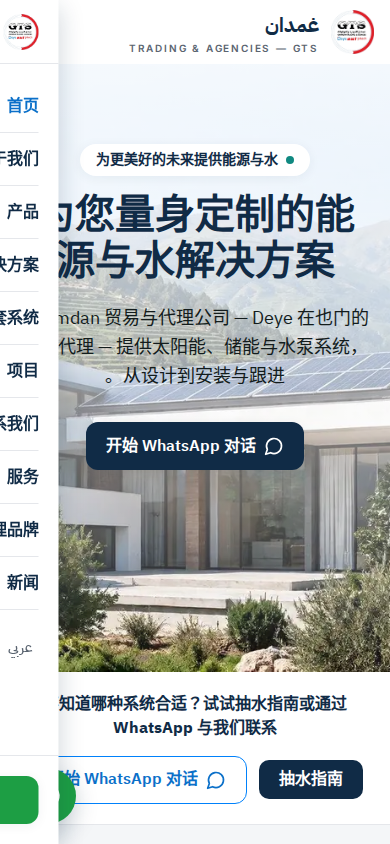 غمدان
TRADING & AGENCIES — GTS
GTS
首页
于我们
产品
决方案
套系统
项目
系我们
服务
理品牌
新闻
عربي
为更美好的未来提供能源与水
为您量身定制的能
源与水解决方案
mdan 贸易与代理公司 — Deye 在也门的
代理 — 提供太阳能、储能与水泵系统，
从设计到安装与跟进。
开始 WhatsApp 对话
知道哪种系统合适？试试抽水指南或通过
WhatsApp 与我们联系
始 WhatsApp 对话
抽水指南